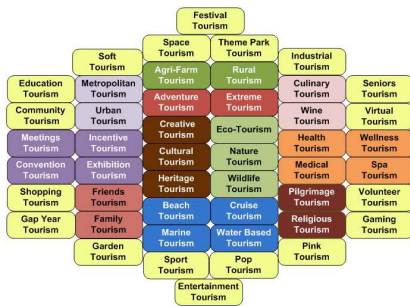 Festival
Tourism
Space
Tourism
Theme Park
Tourism
Soft
Tourism
Industrial
Tourism
Agri-Farm
Tourism
Rural
Tourism
Education
Tourism
Metropolitan
Tourism
Culinary
Tourism
Seniors
Tourism
Adventure
Tourism
Extreme
Tourism
Community
Tourism
Urban
Tourism
Wine
Tourism
Virtual
Tourism
Creative
Tourism
Eco-Tourism
Meetings
Tourism
Incentive
Tourism
Health
Tourism
Wellness
Tourism
Cultural
Tourism
Nature
Tourism
Convention
Tourism
Exhibition
Tourism
Medical
Tourism
Spa
Tourism
Heritage
Tourism
Wildlife
Tourism
Shopping
Tourism
Friends
Tourism
Pilgrimage
Tourism
Volunteer
Tourism
Beach
Tourism
Cruise
Tourism
Gap Year
Tourism
Family
Tourism
Religious
Tourism
Gaming
Tourism
Marine
Tourism
Water Based
Tourism
Garden
Tourism
Pink
Tourism
Sport
Tourism
Pop
Tourism
Entertainment
Tourism